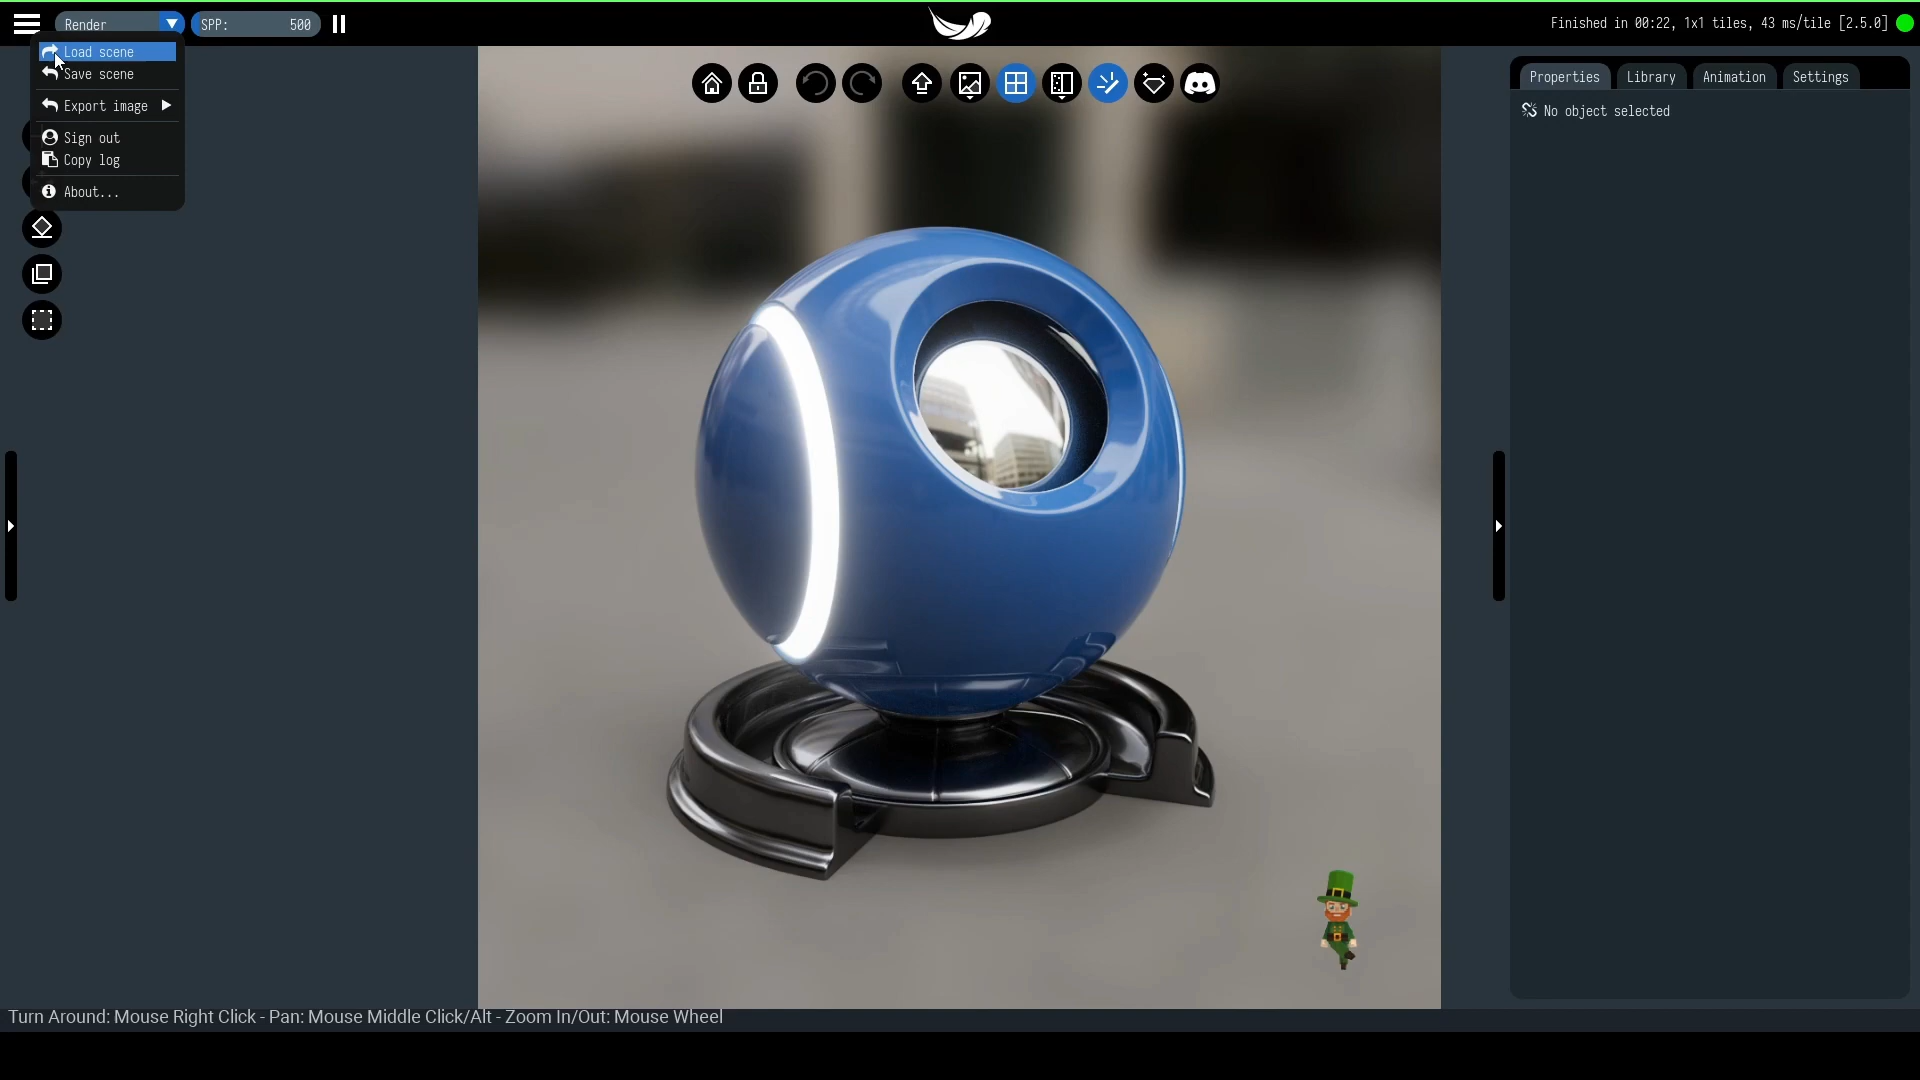 Render
SPP: 500
Finished in 00:22, 1x1 tiles, 43 ms/tile [2.5.0]
Load scene
Save scene
Export image
Sign out
Copy log
About...
Properties
Library
Animation
Settings
No object selected
Turn Around: Mouse Right Click - Pan: Mouse Middle Click/Alt - Zoom In/Out: Mouse Wheel